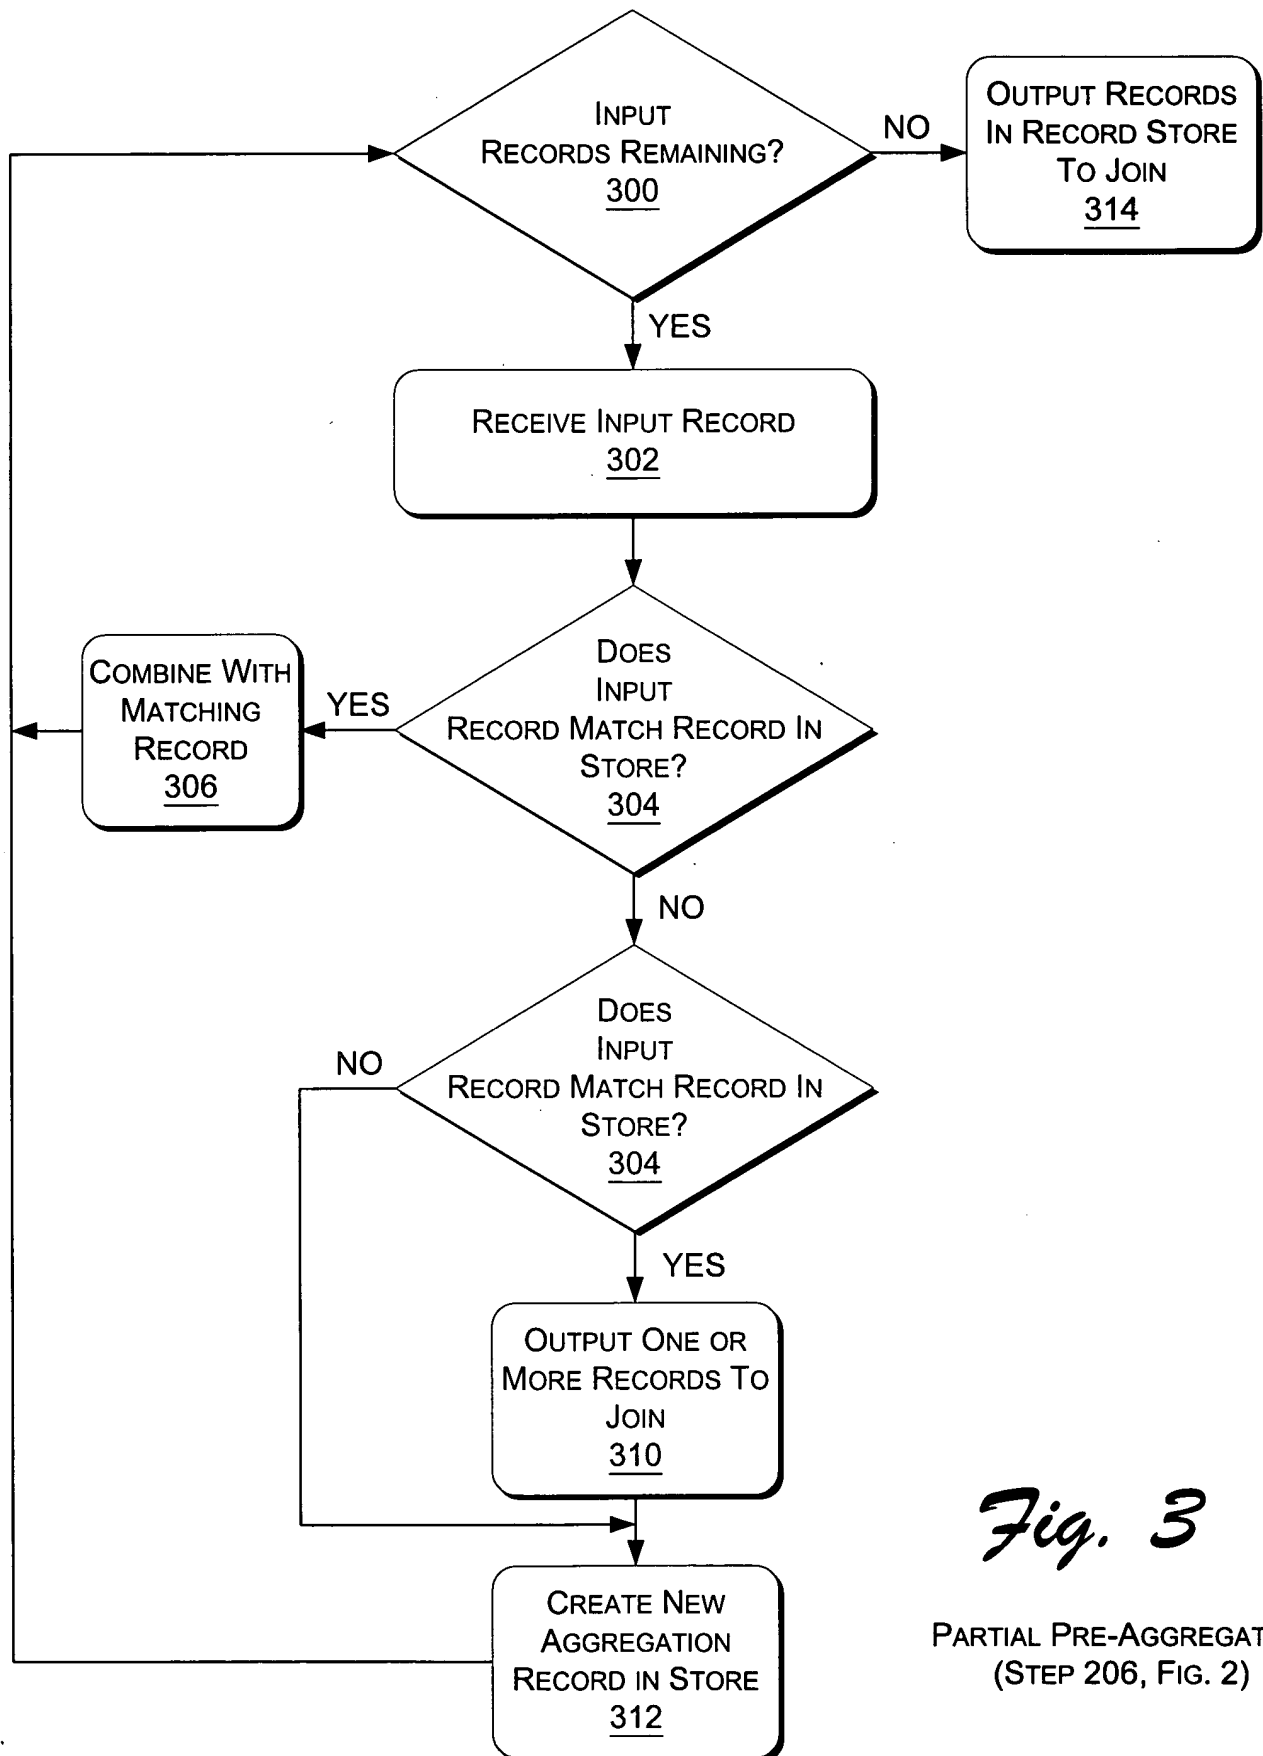 INPUT
RECORDS REMAINING?
300
NO
OUTPUT RECORDS
IN RECORD STORE
TO JOIN
314
YES
RECEIVE INPUT RECORD
302
DOES
INPUT
RECORD MATCH RECORD IN
STORE?
304
YES
COMBINE WITH
MATCHING
RECORD
306
NO
DOES
INPUT
RECORD MATCH RECORD IN
STORE?
304
NO
YES
OUTPUT ONE OR
MORE RECORDS TO
JOIN
310
CREATE NEW
AGGREGATION
RECORD IN STORE
312
Fig. 3
PARTIAL PRE-AGGREGAT
(STEP 206, FIG. 2)